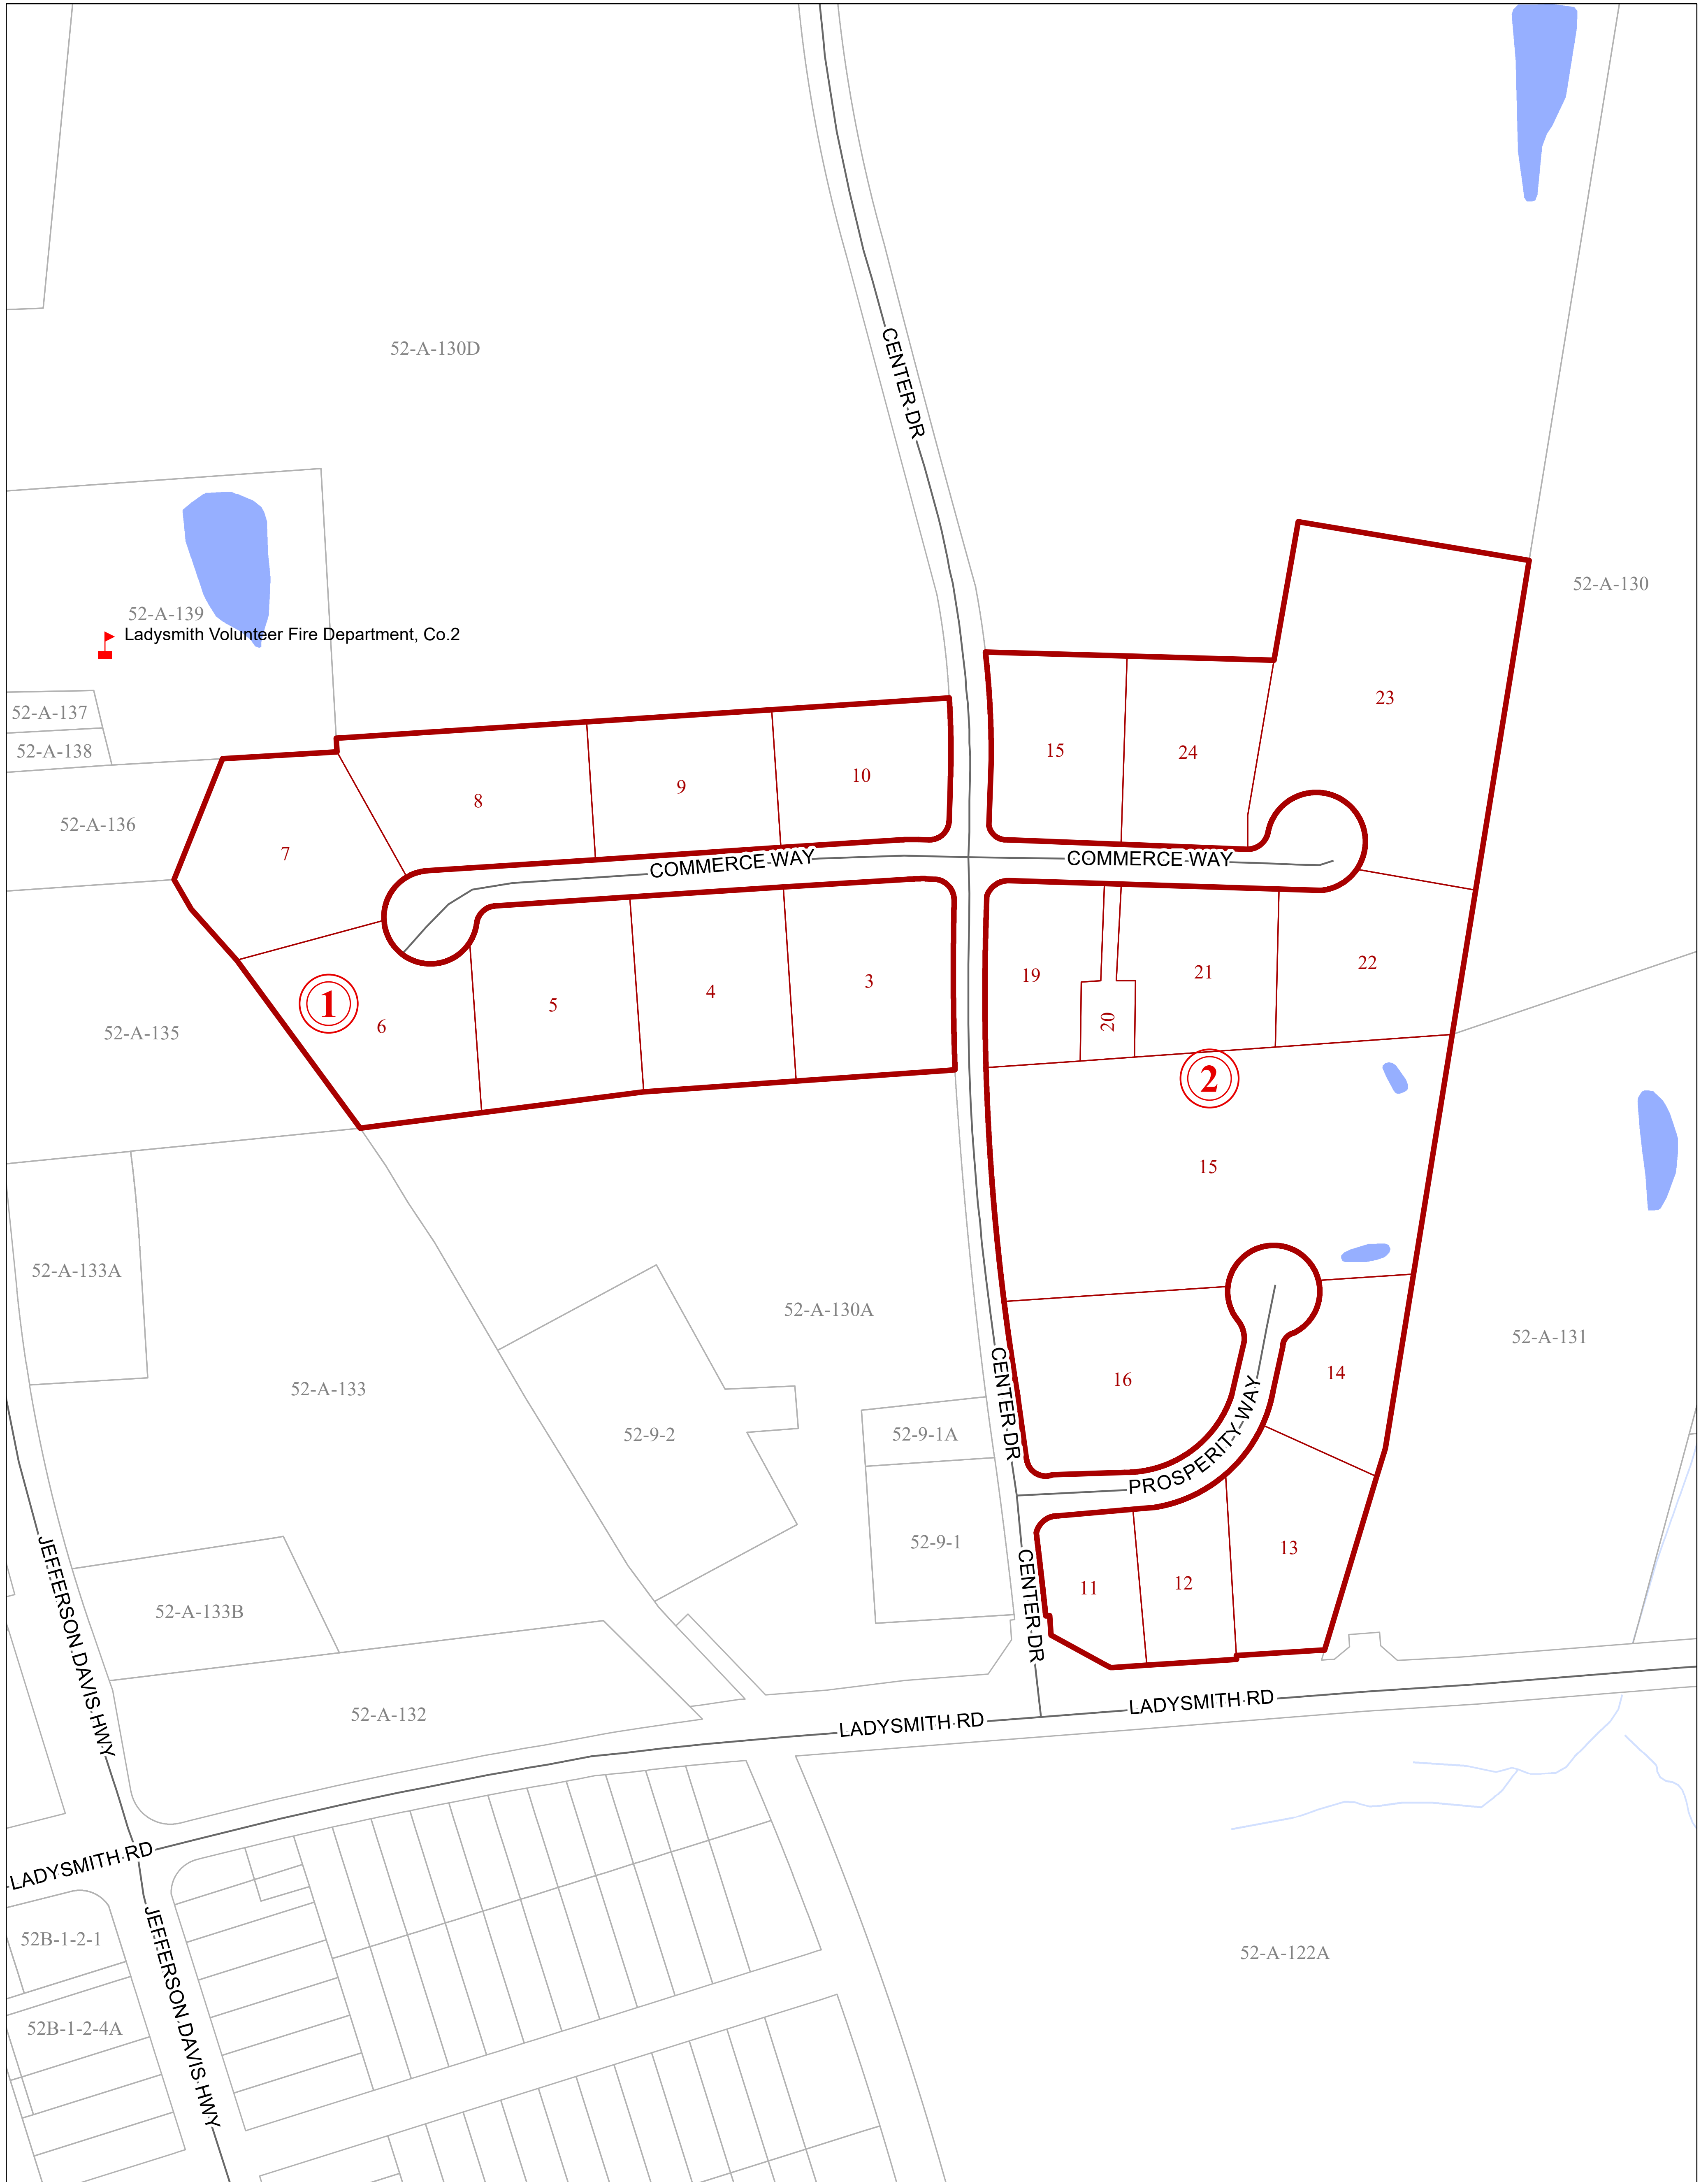 52-A-130D
CENTER DR
52-A-130
52-A-139
Ladysmith Volunteer Fire Department, Co.2
52-A-137
52-A-138
52-A-136
23
15
24
10
9
8
7
COMMERCE WAY
COMMERCE WAY
22
21
19
20
3
4
5
6
1
52-A-135
2
15
52-A-133A
52-A-130A
52-A-131
52-A-133
16
14
CENTER DR
52-9-2
52-9-1A
PROSPERITY WAY
52-9-1
13
12
11
CENTER DR
JEFFERSON DAVIS HWY
52-A-133B
52-A-132
LADYSMITH RD
LADYSMITH RD
LADYSMITH RD
52B-1-2-1
52-A-122A
JEFFERSON DAVIS HWY
52B-1-2-4A